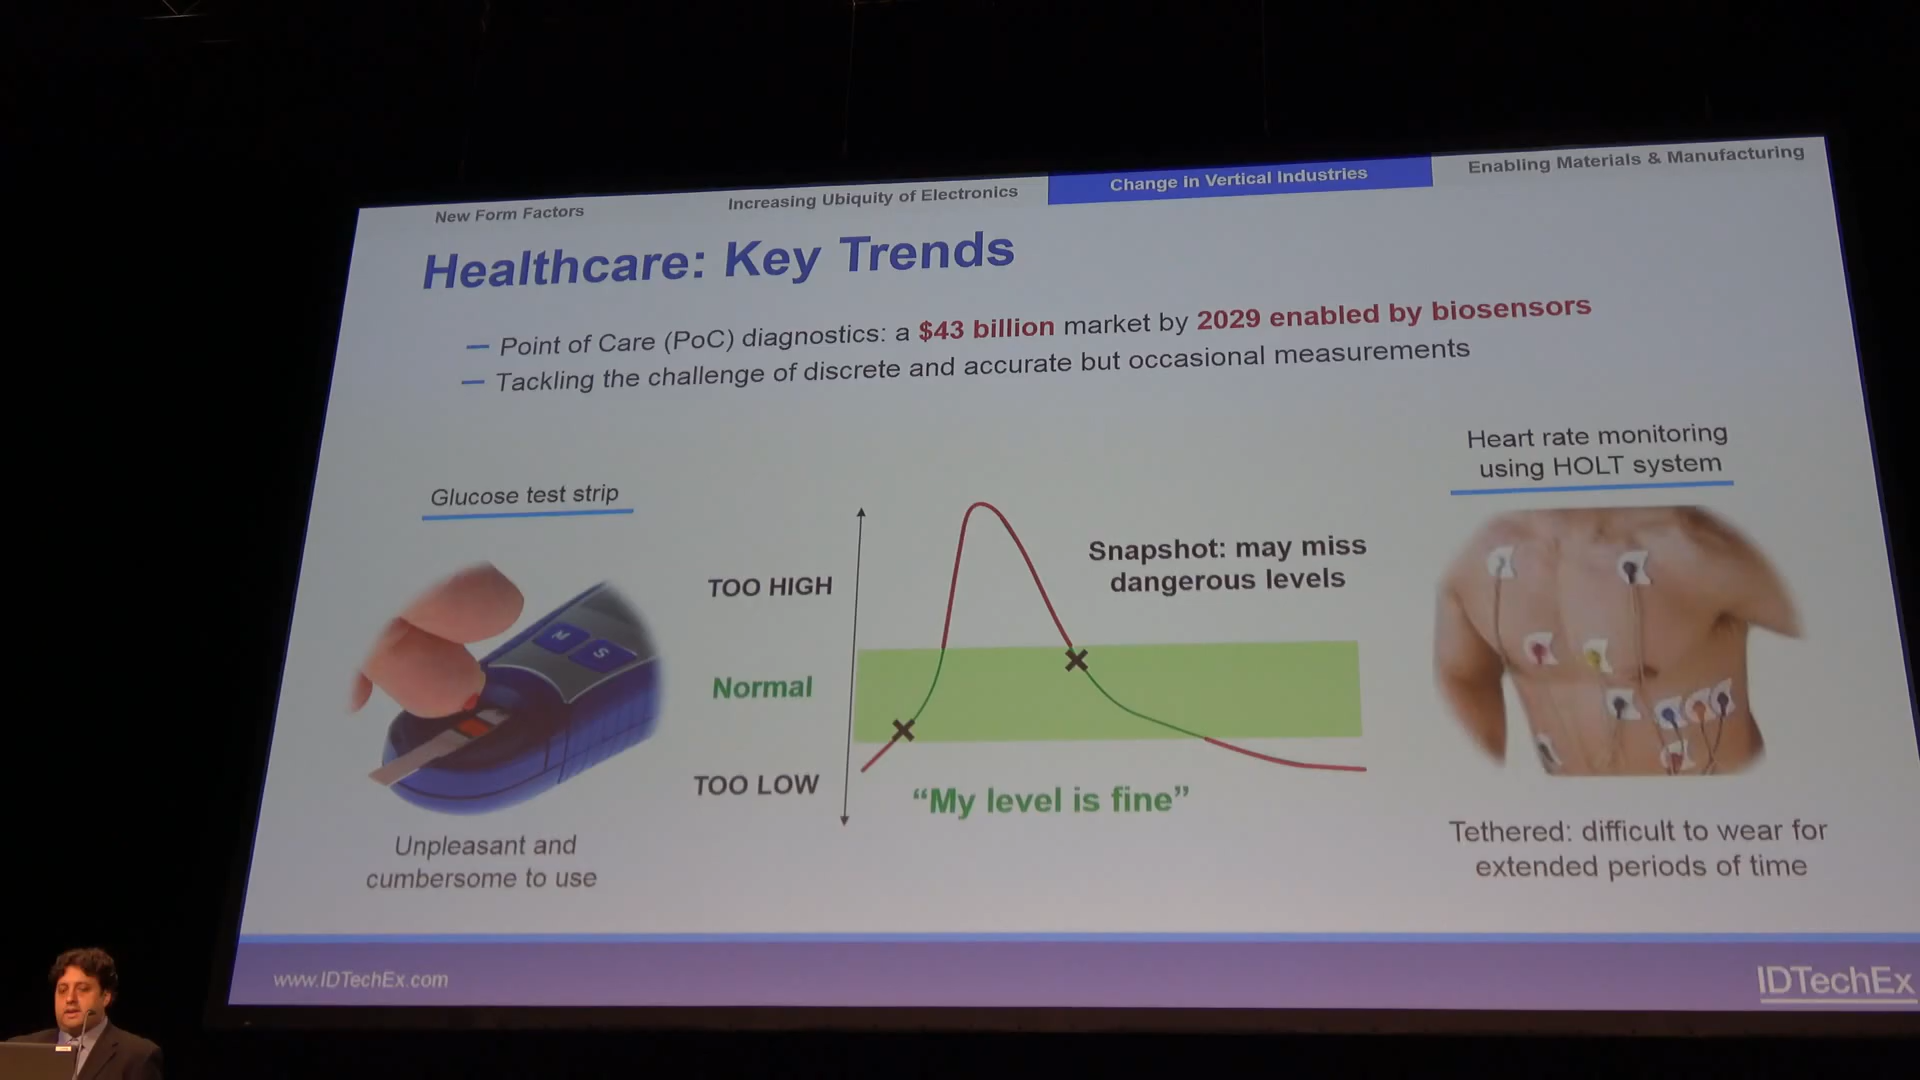 New Form Factors
Increasing Ubiquity of Electronics
Change in Vertical Industries
Enabling Materials & Manufacturing
Healthcare: Key Trends
— Point of Care (PoC) diagnostics: a $43 billion market by 2029 enabled by biosensors
— Tackling the challenge of discrete and accurate but occasional measurements
Glucose test strip
M
S
Unpleasant and
cumbersome to use
TOO HIGH
Normal
TOO LOW
Snapshot: may miss
dangerous levels
“My level is fine”
Heart rate monitoring
using HOLT system
Tethered: difficult to wear for
extended periods of time
www.IDTechEx.com
IDTechEx